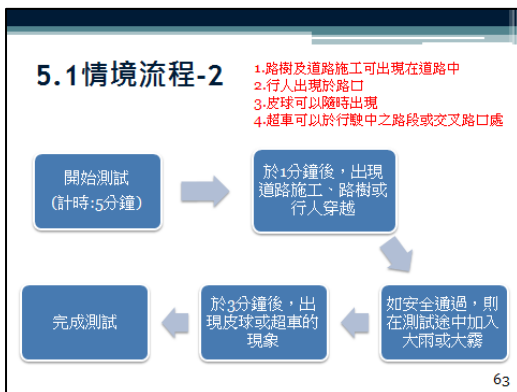 5.1情境流程-2
1.路樹及道路施工可出現在道路中
2.行人出現於路口
3.皮球可以隨時出現
4.超車可以於行駛中之路段或交叉路口處
開始測試
(計時:5分鐘)
於1分鐘後，出現
道路施工、路樹或
行人穿越
如安全通過，則
在測試途中加入
大雨或大霧
於3分鐘後，出
現皮球或超車的
現象
完成測試
63